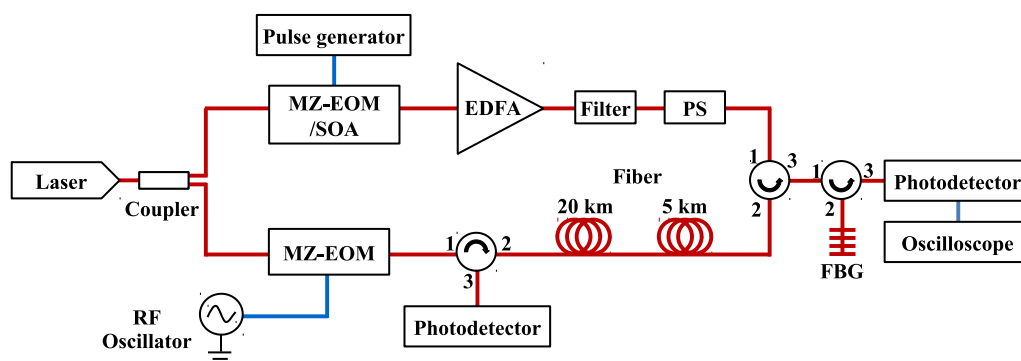 Pulse generator
MZ-EOM
/SOA
EDFA
Filter
PS
Laser
Coupler
1
3
2
1
3
2
Photodetector
Oscilloscope
FBG
Fiber
20 km
5 km
MZ-EOM
1
2
3
Photodetector
RF
Oscillator